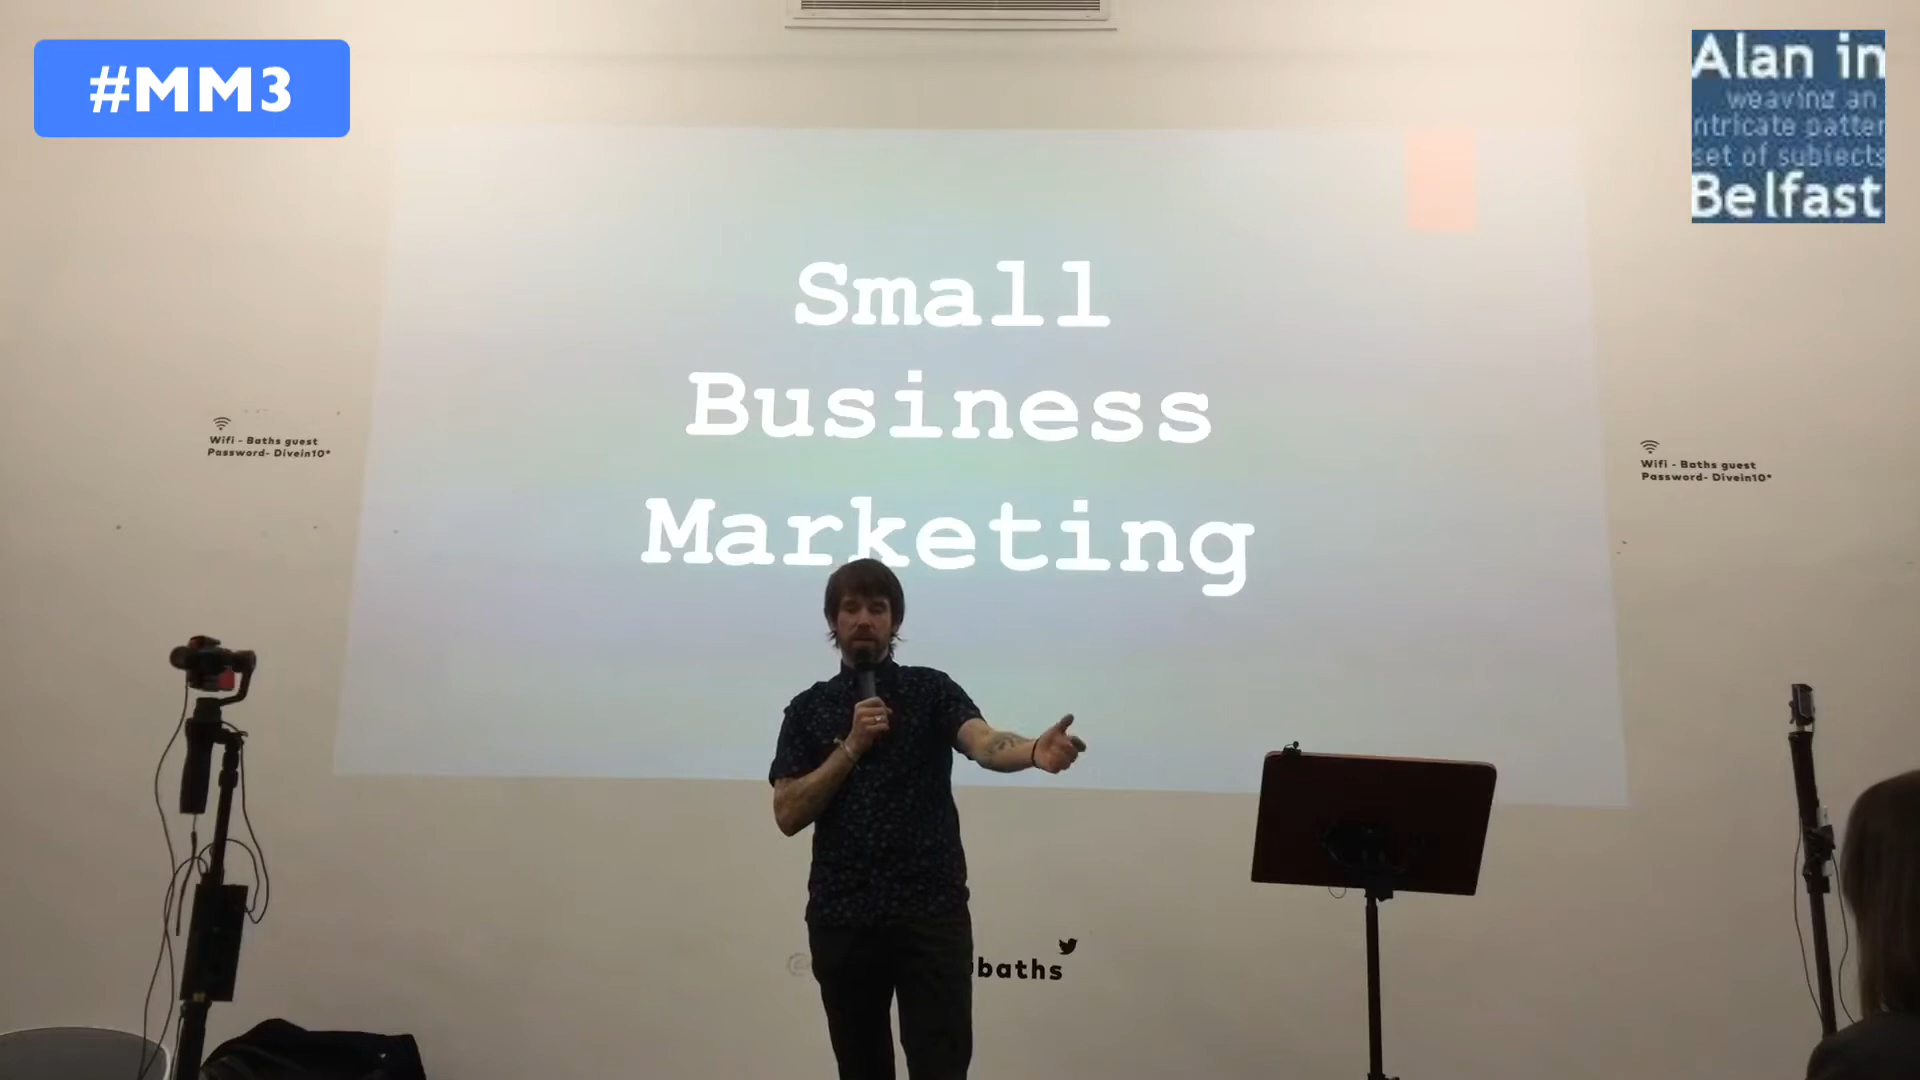 #MM3
Alan in
weaving an
ntricate patter
set of subjects
Belfast
Small
Business
Marketing
Wifi - Baths guest
Password- Divein10*
Wifi - Baths guest
Password- Divein10*
baths